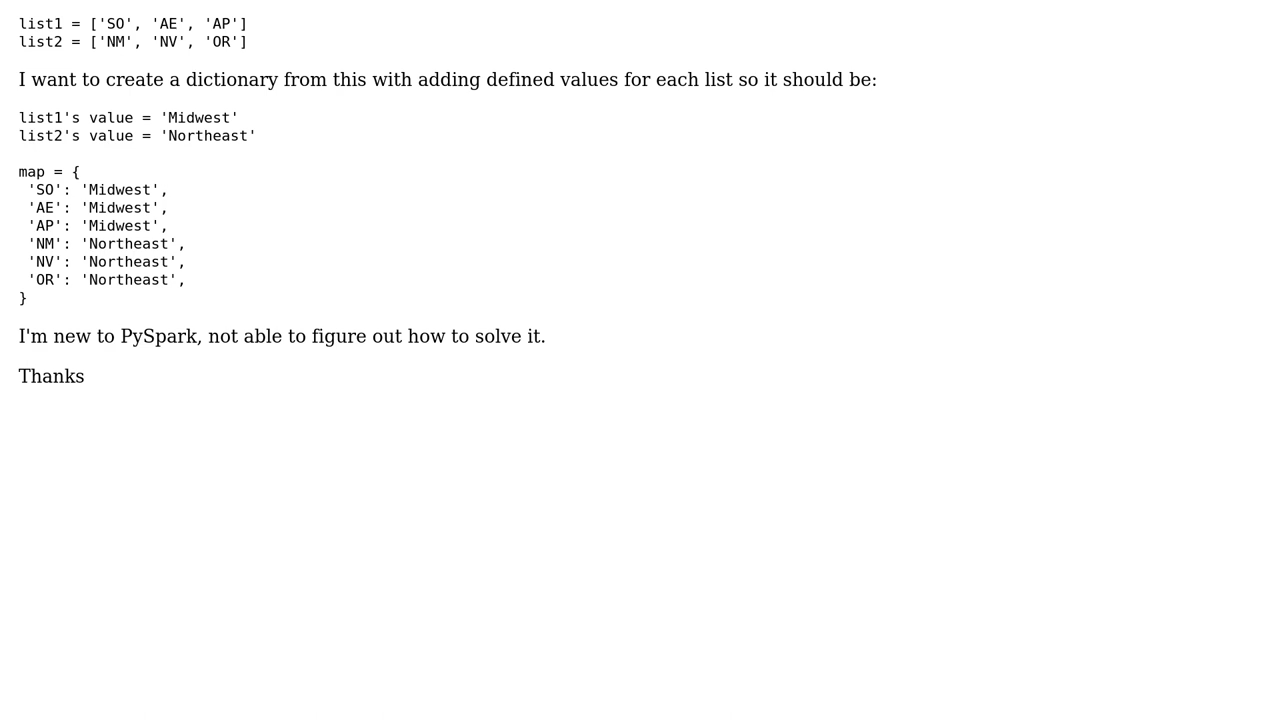 list1 = ['SO', 'AE', 'AP']
list2 = ['NM', 'NV', 'OR']
I want to create a dictionary from this with adding defined values for each list so it should be:
list1's value = 'Midwest'
list2's value = 'Northeast'
map = {
 'SO': 'Midwest',
 'AE': 'Midwest',
 'AP': 'Midwest',
 'NM': 'Northeast',
 'NV': 'Northeast',
 'OR': 'Northeast',
}
I'm new to PySpark, not able to figure out how to solve it.
Thanks